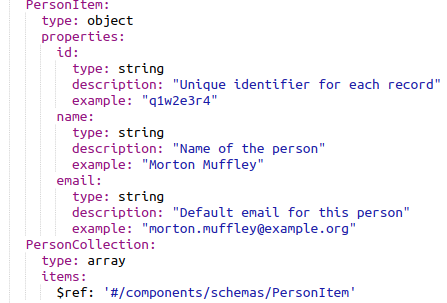 PersonItem:
  type: object
  properties:
    id:
      type: string
      description: "Unique identifier for each record"
      example: "q1w2e3r4"
    name:
      type: string
      description: "Name of the person"
      example: "Morton Muffley"
    email:
      type: string
      description: "Default email for this person"
      example: "morton.muffley@example.org"
PersonCollection:
  type: array
  items:
    $ref: '#/components/schemas/PersonItem'